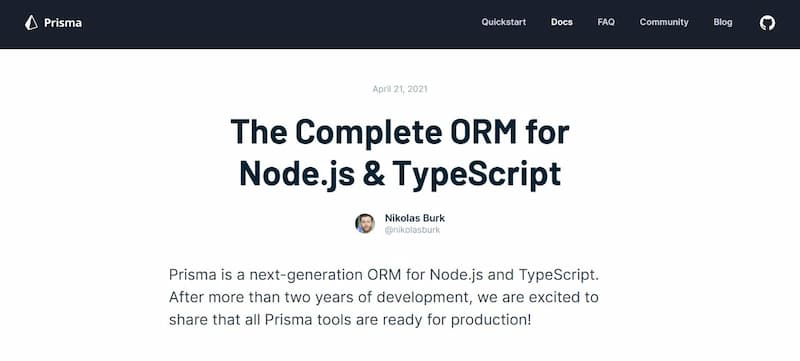 Prisma
Quickstart Docs FAQ Community Blog
April 21, 2021
The Complete ORM for
Node.js & TypeScript
Nikolas Burk
@nikolasburk
Prisma is a next-generation ORM for Node.js and TypeScript.
After more than two years of development, we are excited to
share that all Prisma tools are ready for production!